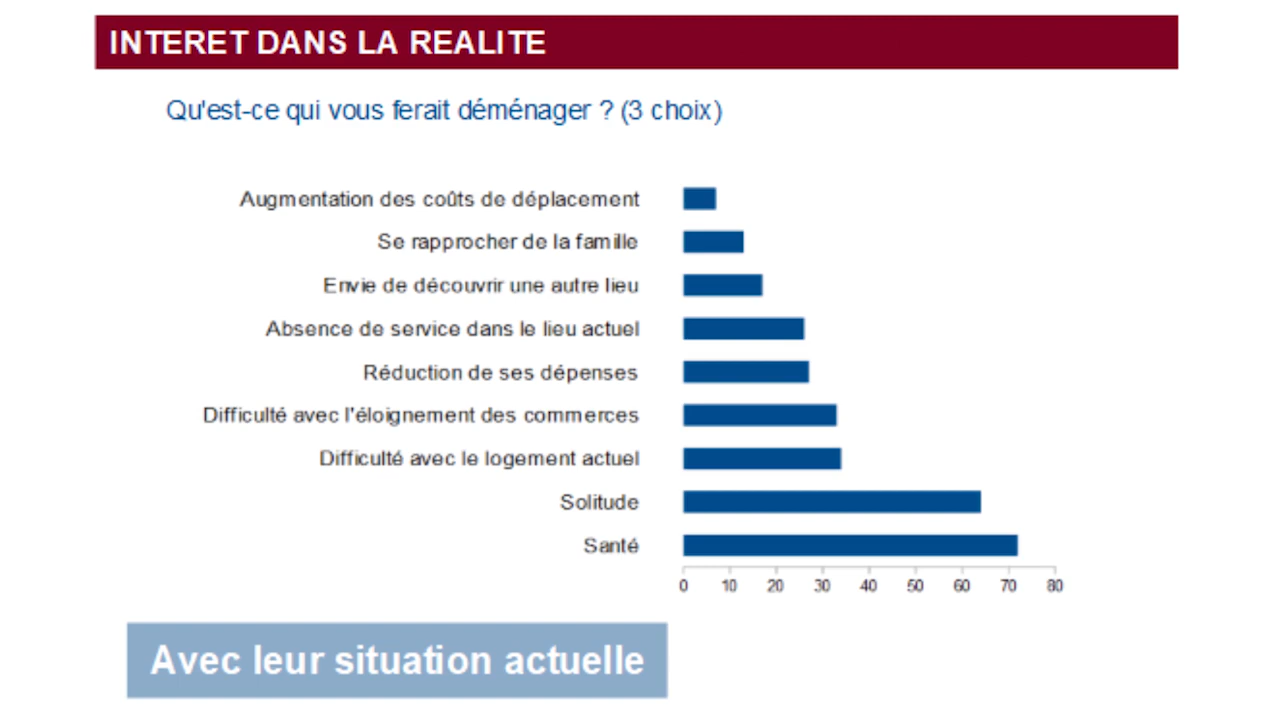 INTERET DANS LA REALITE
Qu'est-ce qui vous ferait déménager ? (3 choix)
Augmentation des coûts de déplacement
Se rapprocher de la famille
Envie de découvrir une autre lieu
Absence de service dans le lieu actuel
Réduction de ses dépenses
Difficulté avec l'éloignement des commerces
Difficulté avec le logement actuel
Solitude
Santé
0 10 20 30 40 50 60 70 80
Avec leur situation actuelle